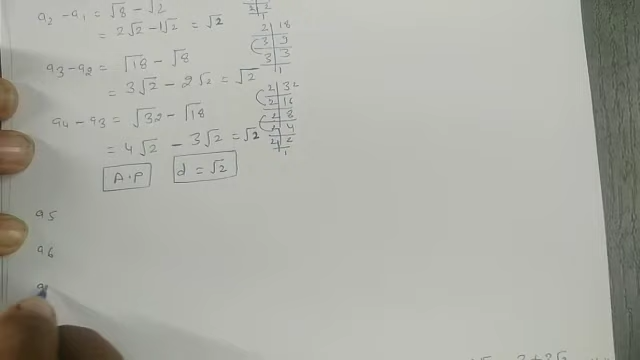 a2 - a1 = √8 - √2
= 2√2 - 1√2 = √2
a3 - a2 = √18 - √8
= 3√2 - 2√2 = √2
a4 - a3 = √32 - √18
= 4√2 - 3√2 = √2
A.P d = √2
2 18
3 9
3 3
1
2 32
2 16
2 8
2 4
2 2
1
a5
a6